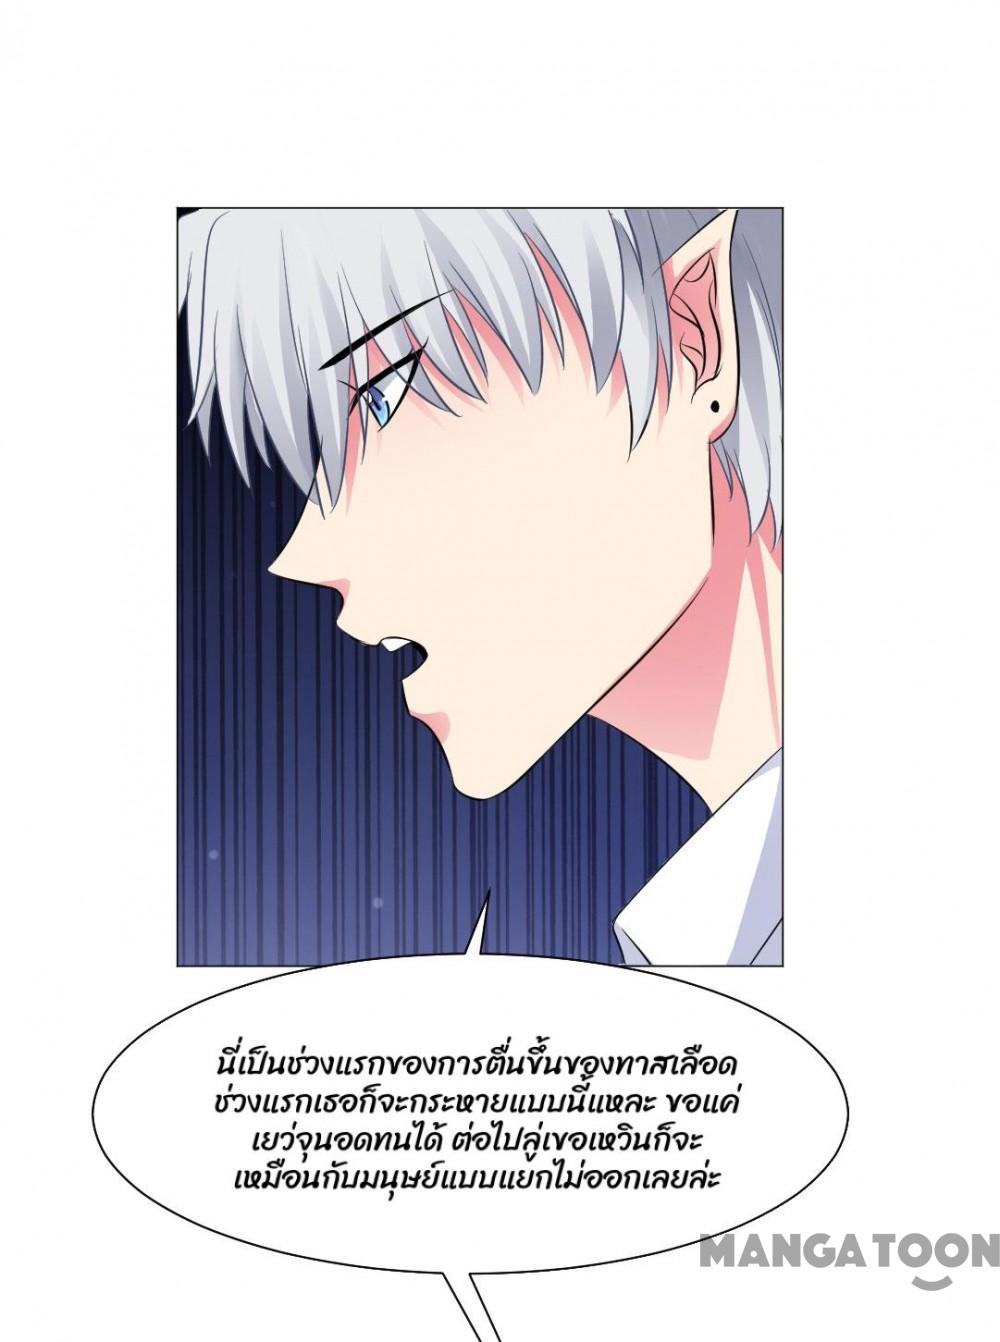 นี่เป็นช่วงแรกของการตื่นขึ้นของทาสเลือด
ช่วงแรกเธอก็จะกระหายแบบนี้แหละ ขอแค่
เยว่จุนอดทนได้ ต่อไปลู่เขอเหวินก็จะ
เหมือนกับมนุษย์แบบแยกไม่ออกเลยล่ะ
MANGATOON